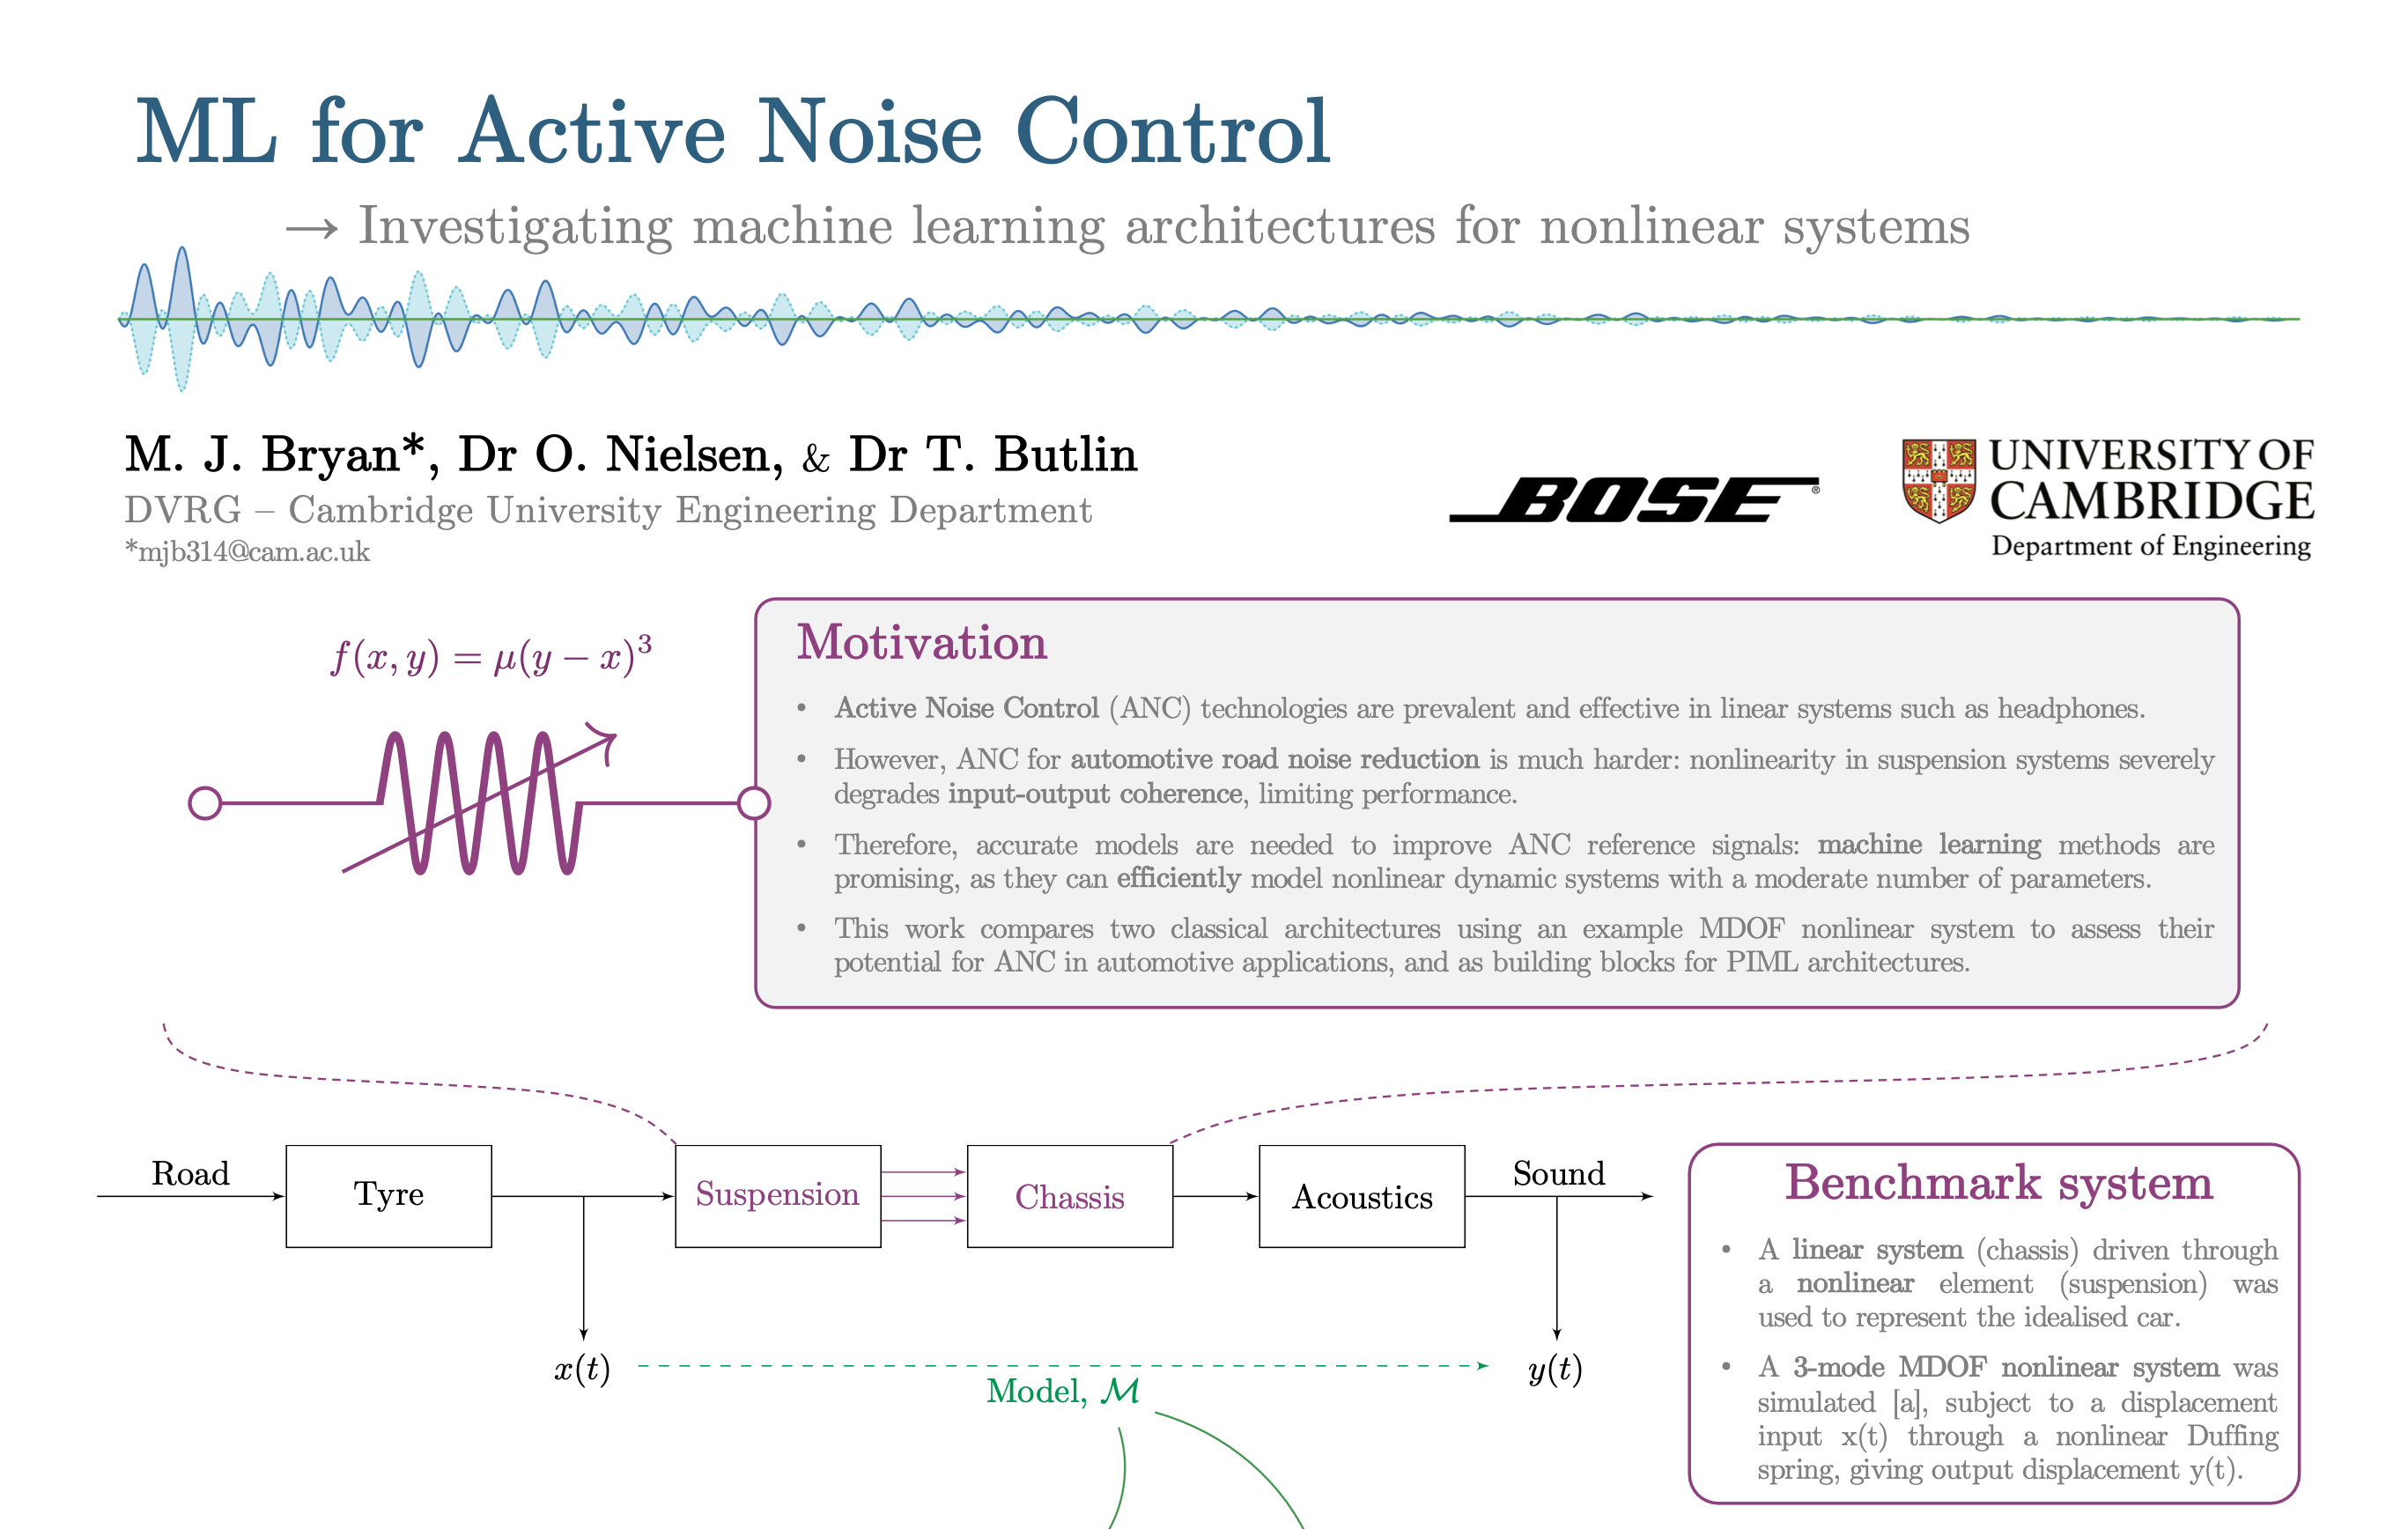 ML for Active Noise Control
→ Investigating machine learning architectures for nonlinear systems
M. J. Bryan*, Dr O. Nielsen, & Dr T. Butlin
DVRG – Cambridge University Engineering Department
*mjb314@cam.ac.uk
BOSE®
UNIVERSITY OF
CAMBRIDGE
Department of Engineering
f(x, y) = μ(y − x)³
Motivation
• Active Noise Control (ANC) technologies are prevalent and effective in linear systems such as headphones.
• However, ANC for automotive road noise reduction is much harder: nonlinearity in suspension systems severely
degrades input-output coherence, limiting performance.
• Therefore, accurate models are needed to improve ANC reference signals: machine learning methods are
promising, as they can efficiently model nonlinear dynamic systems with a moderate number of parameters.
• This work compares two classical architectures using an example MDOF nonlinear system to assess their
potential for ANC in automotive applications, and as building blocks for PIML architectures.
Road
Tyre
Suspension
Chassis
Acoustics
Sound
x(t)
y(t)
Model, ℳ
Benchmark system
• A linear system (chassis) driven through
a nonlinear element (suspension) was
used to represent the idealised car.
• A 3-mode MDOF nonlinear system was
simulated [a], subject to a displacement
input x(t) through a nonlinear Duffing
spring, giving output displacement y(t).